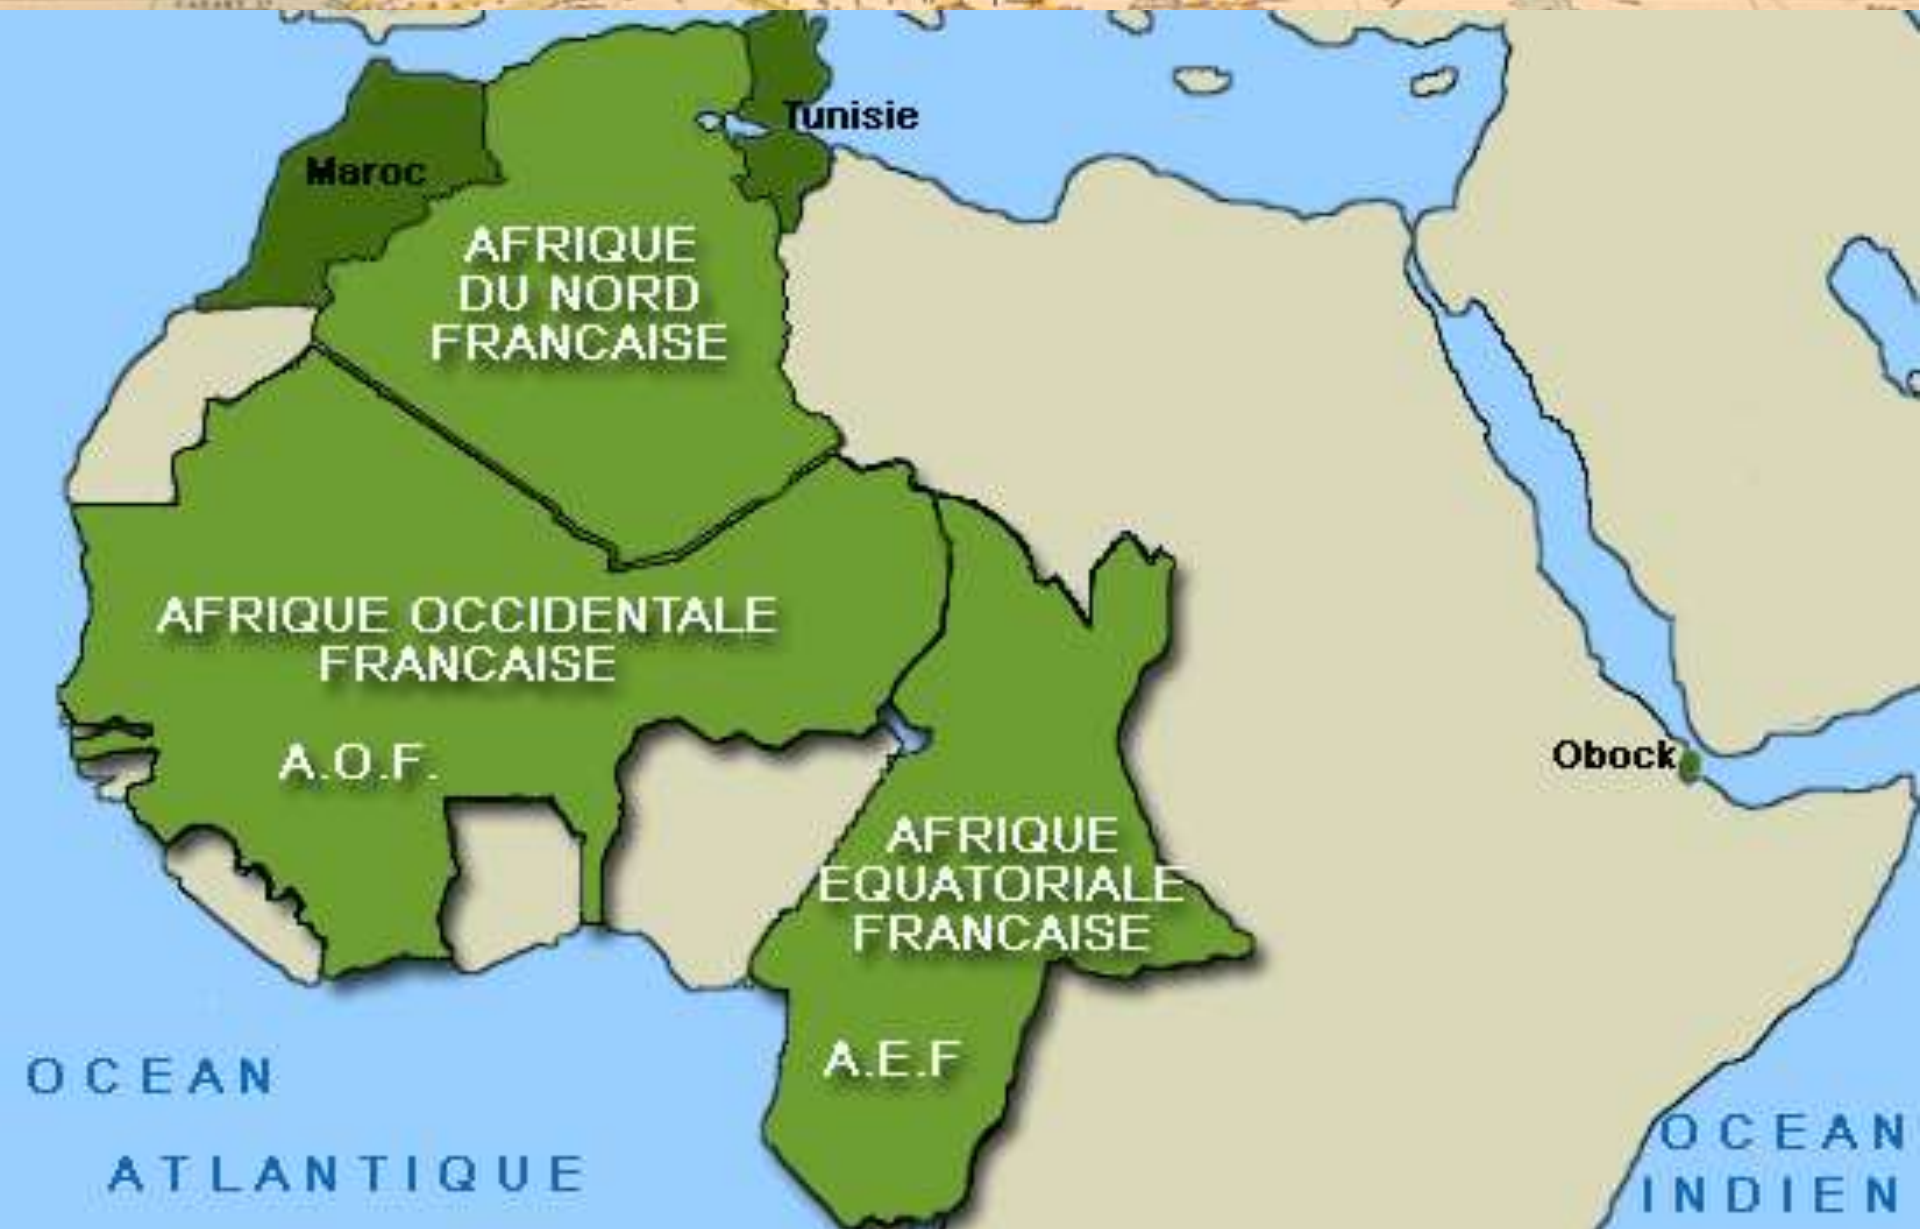 Tunisie
Maroc
AFRIQUE
DU NORD
FRANCAISE
AFRIQUE OCCIDENTALE
FRANCAISE
A.O.F.
Obock
AFRIQUE
EQUATORIALE
FRANCAISE
A.E.F
OCEAN
ATLANTIQUE
OCEAN
INDIEN